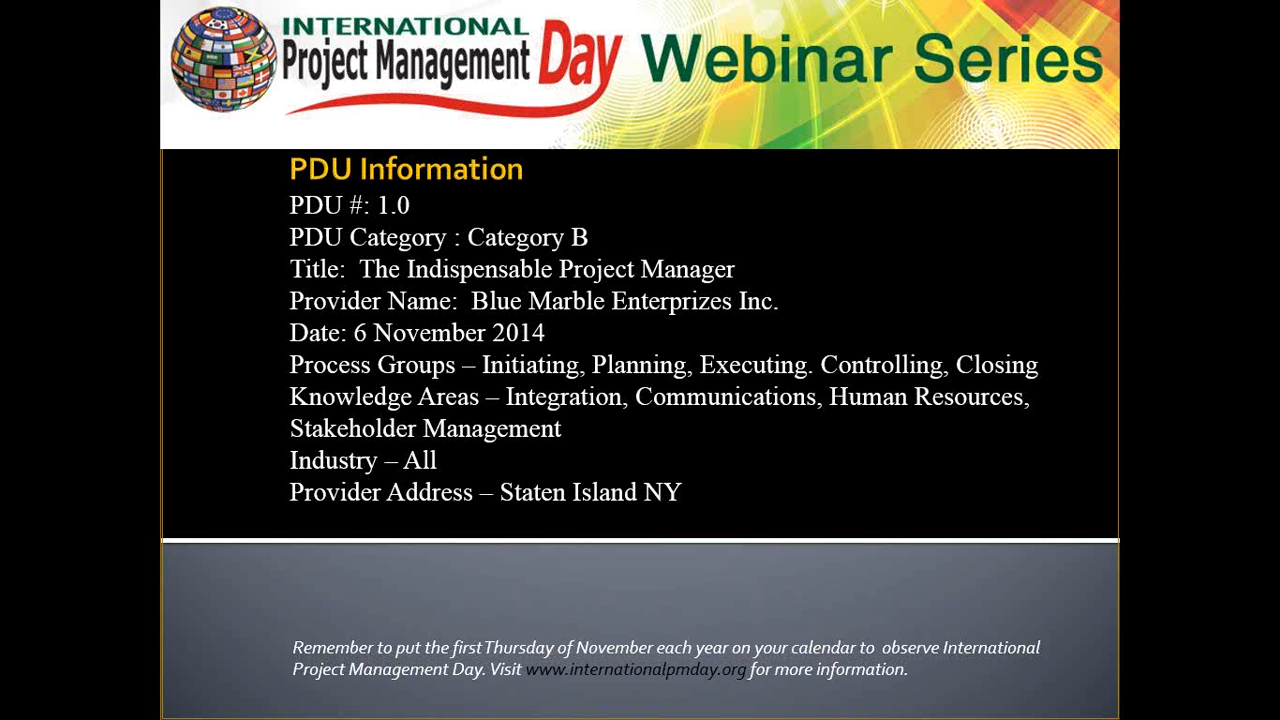 INTERNATIONAL
Project Management Day Webinar Series
PDU Information
PDU #: 1.0
PDU Category : Category B
Title:  The Indispensable Project Manager
Provider Name:  Blue Marble Enterprizes Inc.
Date: 6 November 2014
Process Groups – Initiating, Planning, Executing. Controlling, Closing
Knowledge Areas – Integration, Communications, Human Resources,
Stakeholder Management
Industry – All
Provider Address – Staten Island NY
Remember to put the first Thursday of November each year on your calendar to  observe International
Project Management Day. Visit www.internationalpmday.org for more information.